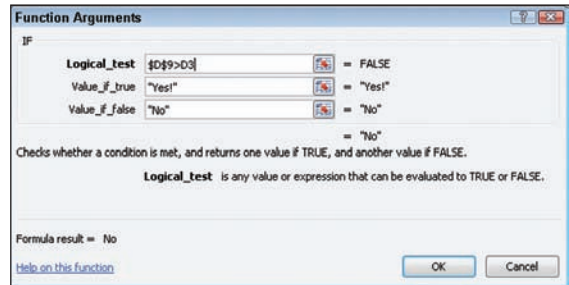 Function Arguments
IF
Logical_test $D$9>D3 = FALSE
Value_if_true "Yes!" = "Yes!"
Value_if_false "No" = "No"
= "No"
Checks whether a condition is met, and returns one value if TRUE, and another value if FALSE.
Logical_test is any value or expression that can be evaluated to TRUE or FALSE.
Formula result = No
Help on this function OK Cancel